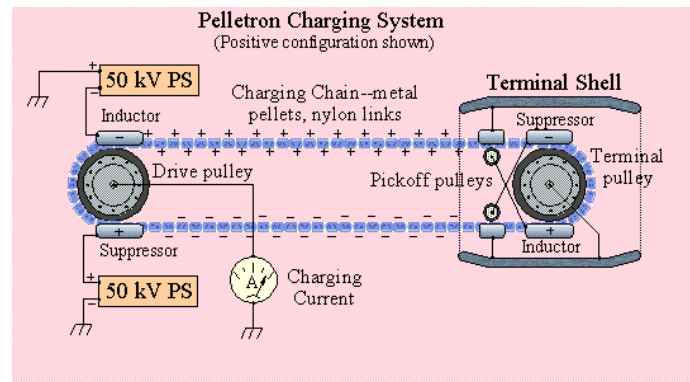 Pelletron Charging System
(Positive configuration shown)
+
50 kV PS
−
Inductor
−
Charging Chain--metal
pellets, nylon links
Terminal Shell
Suppressor
−
+ + + + + + + + + +
+ + + + + + + + +
Drive pulley
Pickoff pulleys
Terminal
pulley
− − − − − − − −
− − − − − − − −
+
Suppressor
+
Inductor
+
50 kV PS
−
A
Charging
Current